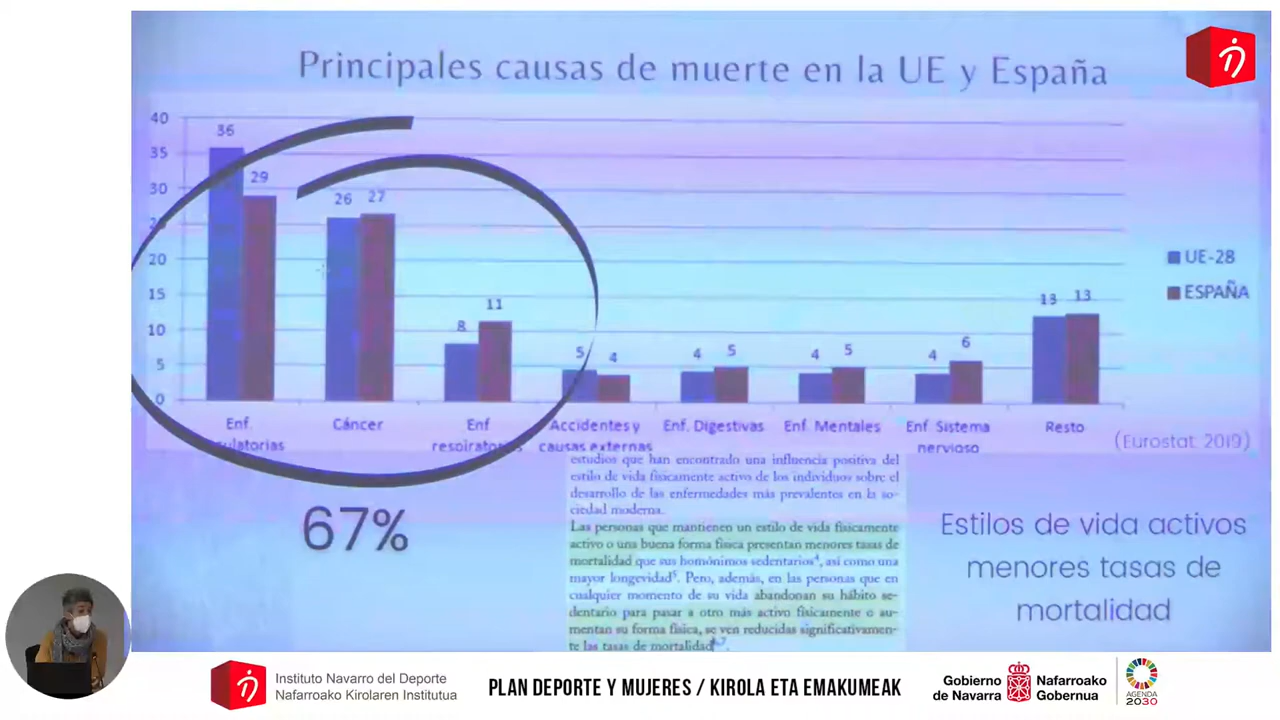 Principales causas de muerte en la UE y España
40
35
30
20
15
10
5
0
36
29
26
27
8
11
5
4
4
5
4
5
4
6
13
13
UE-28
ESPAÑA
Enf.
Cáncer
Enf
Accidentes y
causas externas
Enf. Digestivas
Enf. Mentales
Enf. Sistema
nervioso
Resto
(Eurostat, 2019)
67%
estudios que han encontrado una influencia positiva del
estilo de vida físicamente activo de los individuos sobre el
desarrollo de las enfermedades más prevalentes en la so-
ciedad moderna.
Las personas que mantienen un estilo de vida físicamente
activo o una buena forma física presentan menores tasas de
mortalidad que sus homónimos sedentarios4, así como una
mayor longevidad5. Pero, además, en las personas que en
cualquier momento de su vida abandonan su hábito se-
dentario para pasar a otro más activo físicamente o au-
mentan su forma física, se ven reducidas significativamen-
te las tasas de mortalidad
Estilos de vida activos
menores tasas de
mortalidad
Instituto Navarro del Deporte
Nafarroako Kirolaren Institutua
PLAN DEPORTE Y MUJERES / KIROLA ETA EMAKUMEAK
Gobierno
de Navarra
Nafarroako
Gobernua
AGENDA
2030